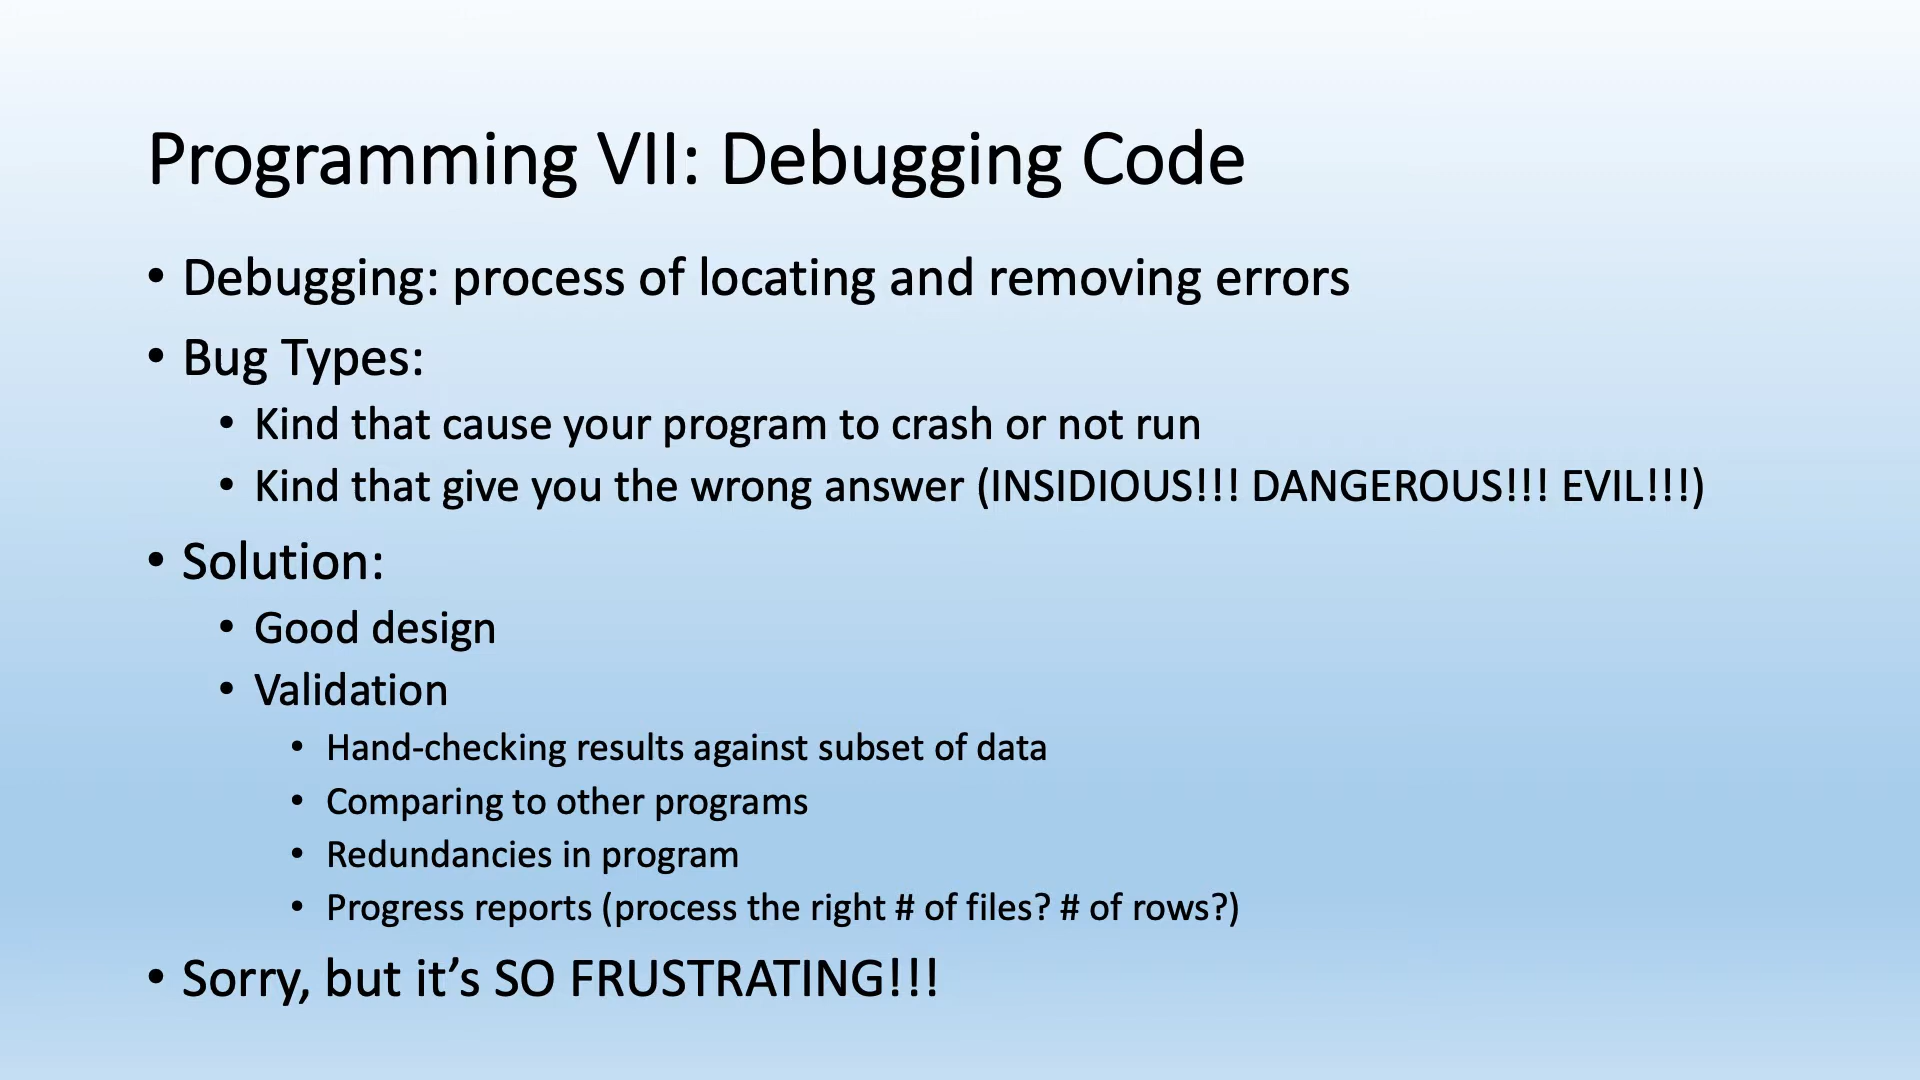 Programming VII: Debugging Code
• Debugging: process of locating and removing errors
• Bug Types:
• Kind that cause your program to crash or not run
• Kind that give you the wrong answer (INSIDIOUS!!! DANGEROUS!!! EVIL!!!)
• Solution:
• Good design
• Validation
• Hand-checking results against subset of data
• Comparing to other programs
• Redundancies in program
• Progress reports (process the right # of files? # of rows?)
• Sorry, but it’s SO FRUSTRATING!!!